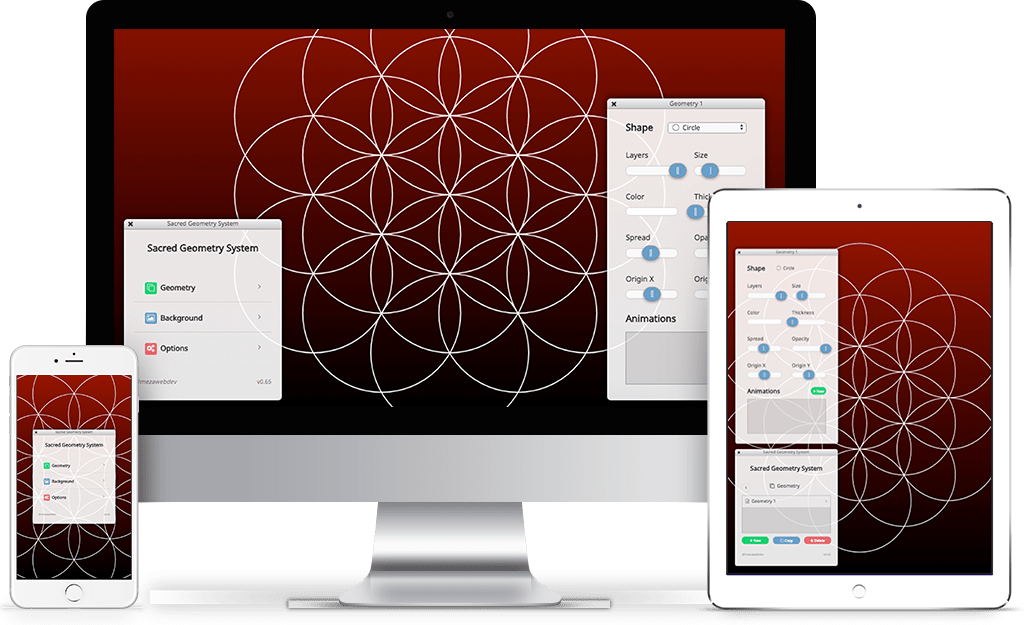 Geometry 1
Shape Circle
Layers Size
Color Thick
Spread Opa
Origin X Orig
Animations
Sacred Geometry System
Sacred Geometry System
Geometry
Background
Options
mezawebdev v0.65
Sacred Geometry System
Sacred Geometry System
Geometry
Background
Options
Geometry 1
Shape Circle
Layers Size
Color Thickness
Spread Opacity
Origin X Origin Y
Animations + New
Sacred Geometry System
Sacred Geometry System
Geometry
Geometry 1
+ New Copy Delete
@mezawebdev